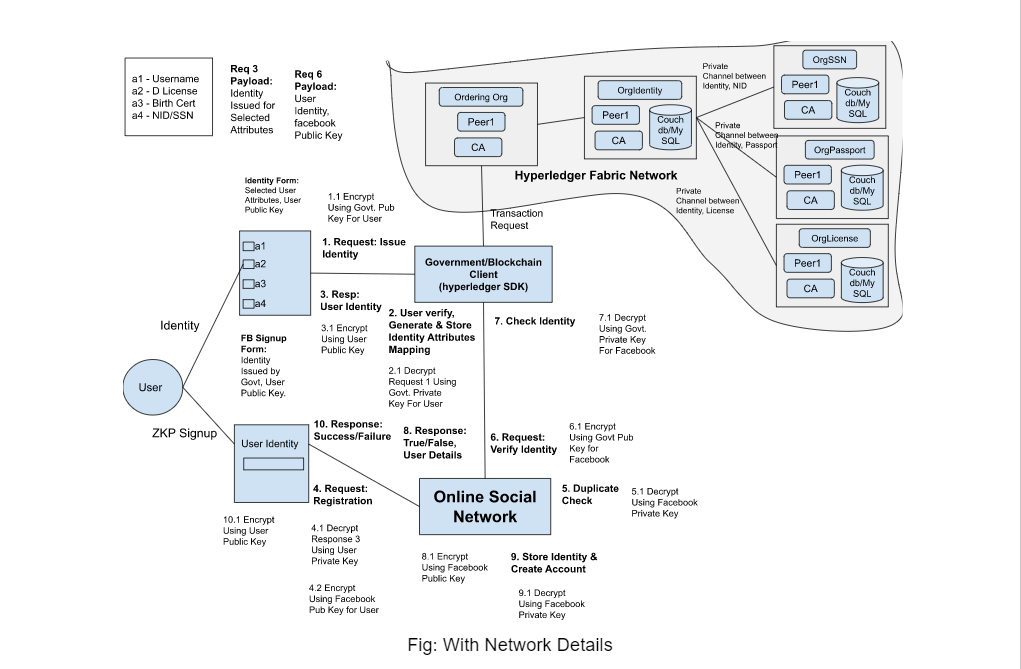 a1 - Username
a2 - D License
a3 - Birth Cert
a4 - NID/SSN
Req 3
Payload:
Identity
Issued for
Selected
Attributes
Req 6
Payload:
User
Identity,
facebook
Public Key
Ordering Org
Peer1
CA
OrgIdentity
Peer1
CA
Couch
db/My
SQL
Hyperledger Fabric Network
Private
Channel between
Identity, NID
Private
Channel between
Identity, Passport
Private
Channel between
Identity, License
OrgSSN
Peer1
CA
Couch
db/My
SQL
OrgPassport
Peer1
CA
Couch
db/My
SQL
OrgLicense
Peer1
CA
Couch
db/My
SQL
Transaction
Request
Identity Form:
Selected User
Attributes, User
Public Key
1.1 Encrypt
Using Govt. Pub
Key For User
a1
a2
a3
a4
1. Request: Issue
Identity
Government/Blockchain
Client
(hyperledger SDK)
3. Resp:
User Identity
3.1 Encrypt
Using User
Public Key
2. User verify,
Generate & Store
Identity Attributes
Mapping
2.1 Decrypt
Request 1 Using
Govt. Private
Key For User
7. Check Identity
7.1 Decrypt
Using Govt.
Private Key
For Facebook
Identity
FB Signup
Form:
Identity
Issued by
Govt, User
Public Key.
User
ZKP Signup
User Identity
10. Response:
Success/Failure
8. Response:
True/False,
User Details
6. Request:
Verify Identity
6.1 Encrypt
Using Govt Pub
Key for
Facebook
4. Request:
Registration
Online Social
Network
5. Duplicate
Check
5.1 Decrypt
Using Facebook
Private Key
10.1 Encrypt
Using User
Public Key
4.1 Decrypt
Response 3
Using User
Private Key
4.2 Encrypt
Using Facebook
Pub Key for User
8.1 Encrypt
Using Facebook
Public Key
9. Store Identity &
Create Account
9.1 Decrypt
Using Facebook
Private Key
Fig: With Network Details